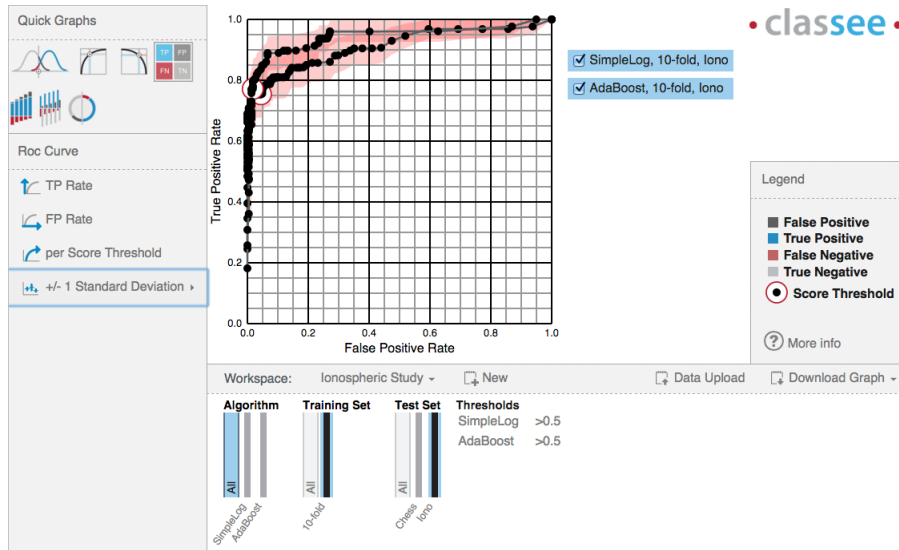 Quick Graphs
TP FP
FN TN
Roc Curve
TP Rate
FP Rate
per Score Threshold
+/- 1 Standard Deviation
True Positive Rate
1.0
0.8
0.6
0.4
0.2
0.0
0.0 0.2 0.4 0.6 0.8 1.0
False Positive Rate
SimpleLog, 10-fold, Iono
AdaBoost, 10-fold, Iono
classee
Legend
False Positive
True Positive
False Negative
True Negative
Score Threshold
? More info
Workspace: Ionospheric Study New Data Upload Download Graph
Algorithm Training Set Test Set Thresholds
SimpleLog >0.5
AdaBoost >0.5
All All All
SimpleLog AdaBoost 10-fold Chess Iono